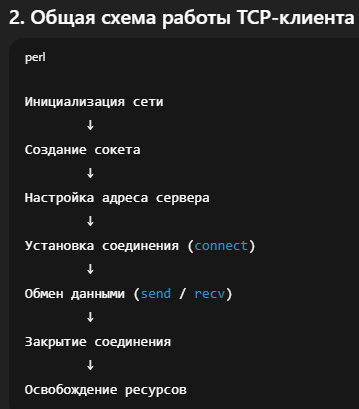 2. Общая схема работы TCP-клиента
perl
Инициализация сети
↓
Создание сокета
↓
Настройка адреса сервера
↓
Установка соединения (connect)
↓
Обмен данными (send / recv)
↓
Закрытие соединения
↓
Освобождение ресурсов